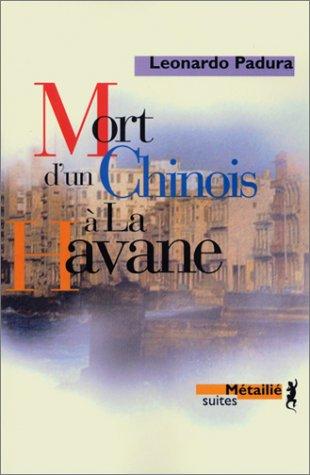 Leonardo Padura
Mort
d'un Chinois
à La
Havane
Métailié
suites